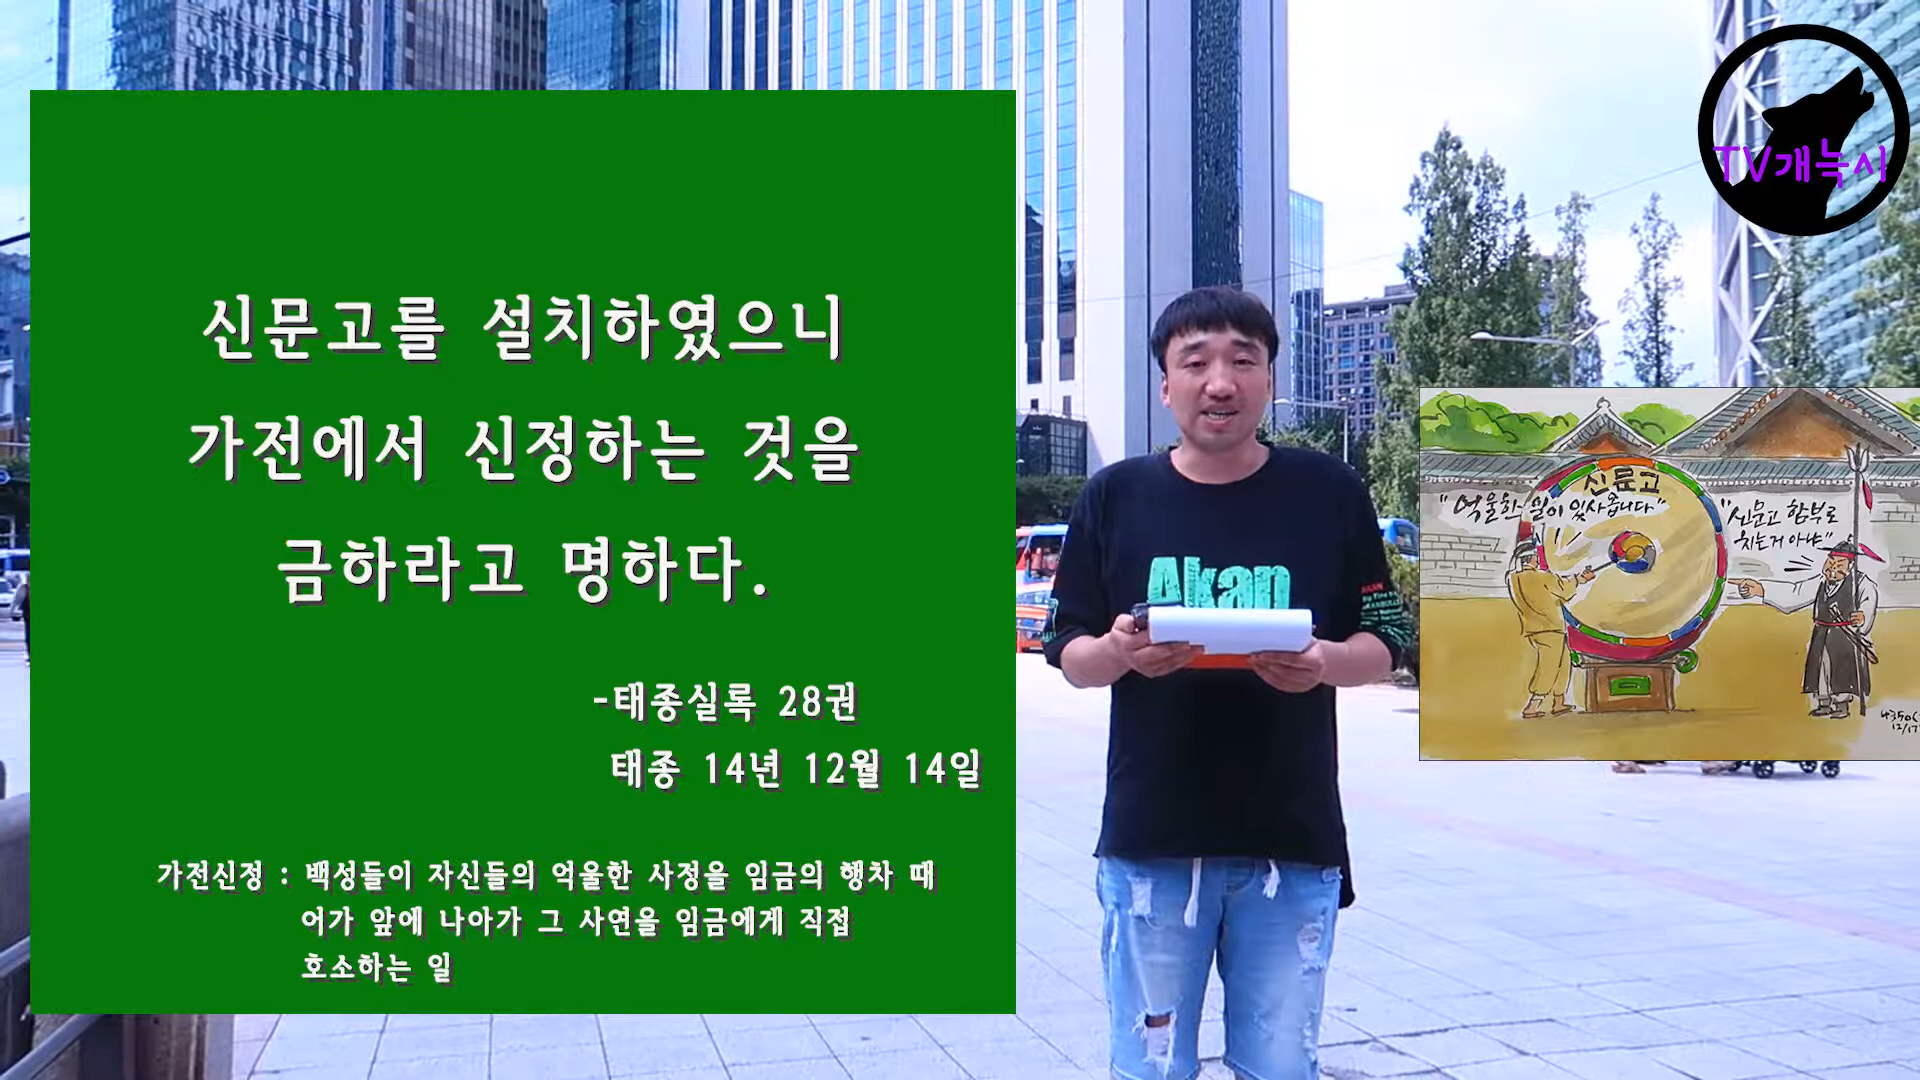 신문고를 설치하였으니
가전에서 신정하는 것을
금하라고 명하다.
-태종실록 28권
태종 14년 12월 14일
가전신정 : 백성들이 자신들의 억울한 사정을 임금의 행차 때
어가 앞에 나아가 그 사연을 임금에게 직접
호소하는 일
TV개늑시
Akan
AKAN
신문고
"억울한 일이 있사옵니다"
"신문고 함부로
치는거 아냐"